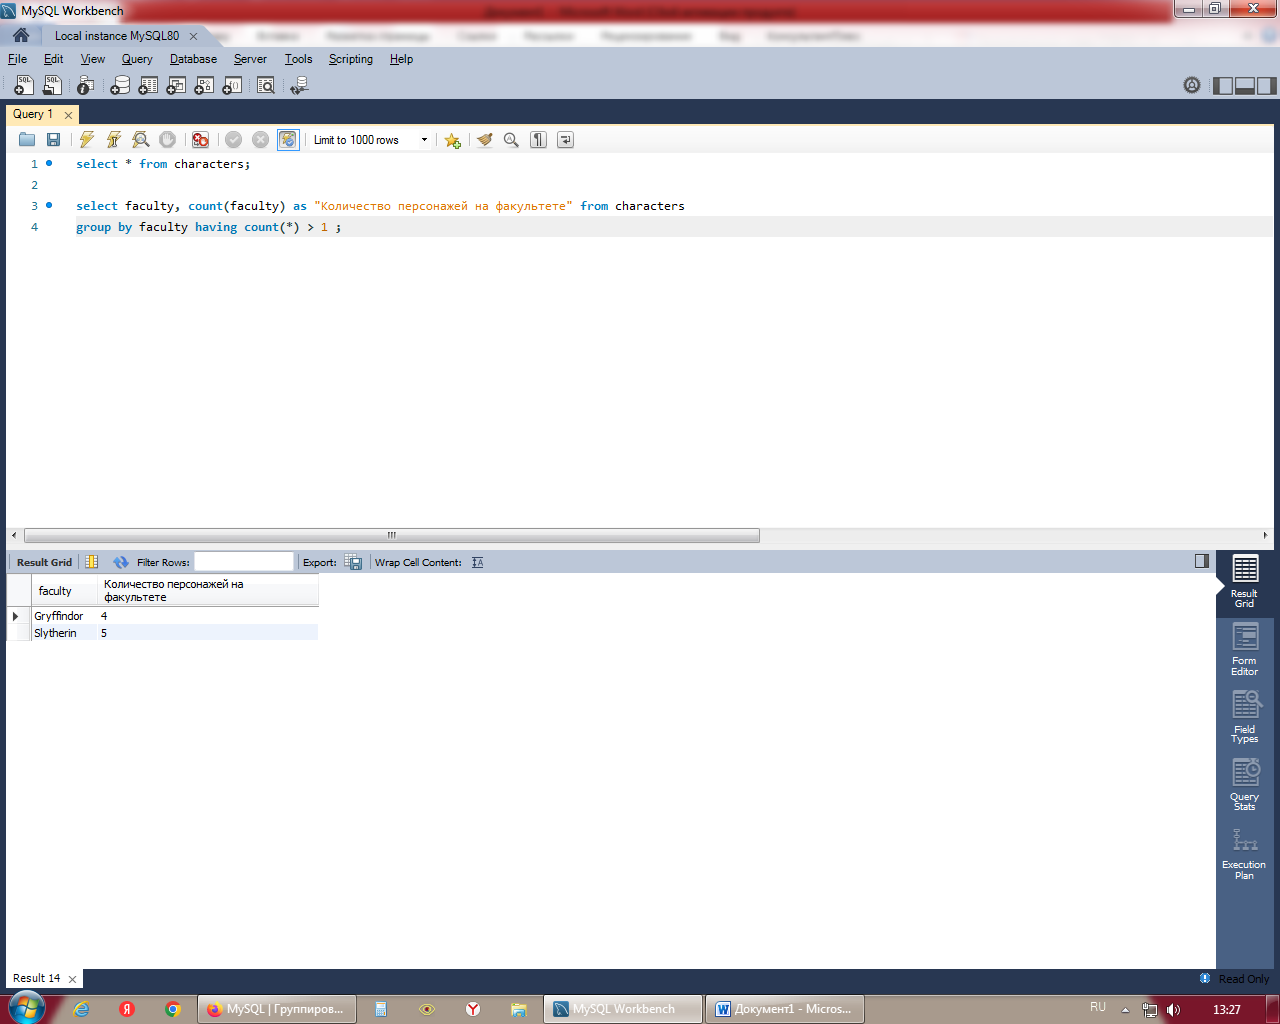 MySQL Workbench
Local instance MySQL80
File Edit View Query Database Server Tools Scripting Help
Query 1
Limit to 1000 rows
1 select * from characters;
2
3 select faculty, count(faculty) as "Количество персонажей на факультете" from characters
4 group by faculty having count(*) > 1 ;
Result Grid Filter Rows: Export: Wrap Cell Content:
faculty Количество персонажей на
факультете
Gryffindor 4
Slytherin 5
Result
Grid
Form
Editor
Field
Types
Query
Stats
Execution
Plan
Result 14
Read Only
MySQL | Группиров...
MySQL Workbench
Документ1 - Micros...
RU
13:27